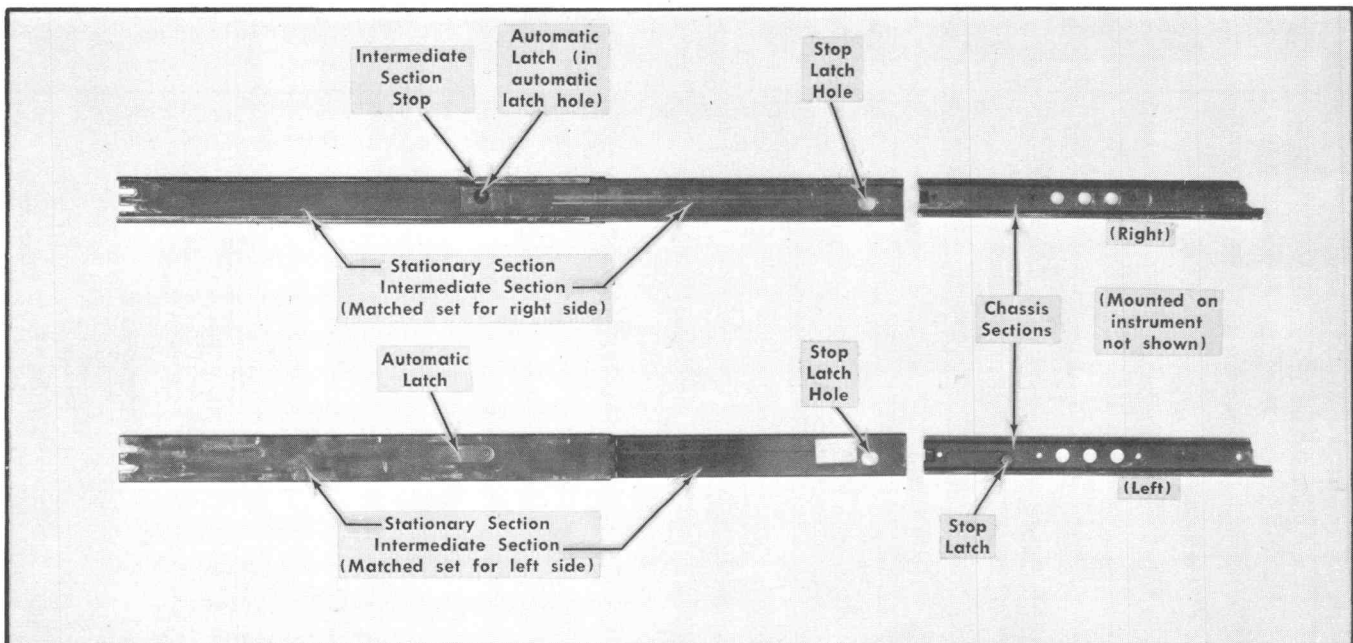 Intermediate
Section
Stop
Automatic
Latch (in
automatic
latch hole)
Stop
Latch
Hole
(Right)
Stationary Section
Intermediate Section
(Matched set for right side)
Chassis
Sections
(Mounted on
instrument
not shown)
Automatic
Latch
Stop
Latch
Hole
(Left)
Stationary Section
Intermediate Section
(Matched set for left side)
Stop
Latch